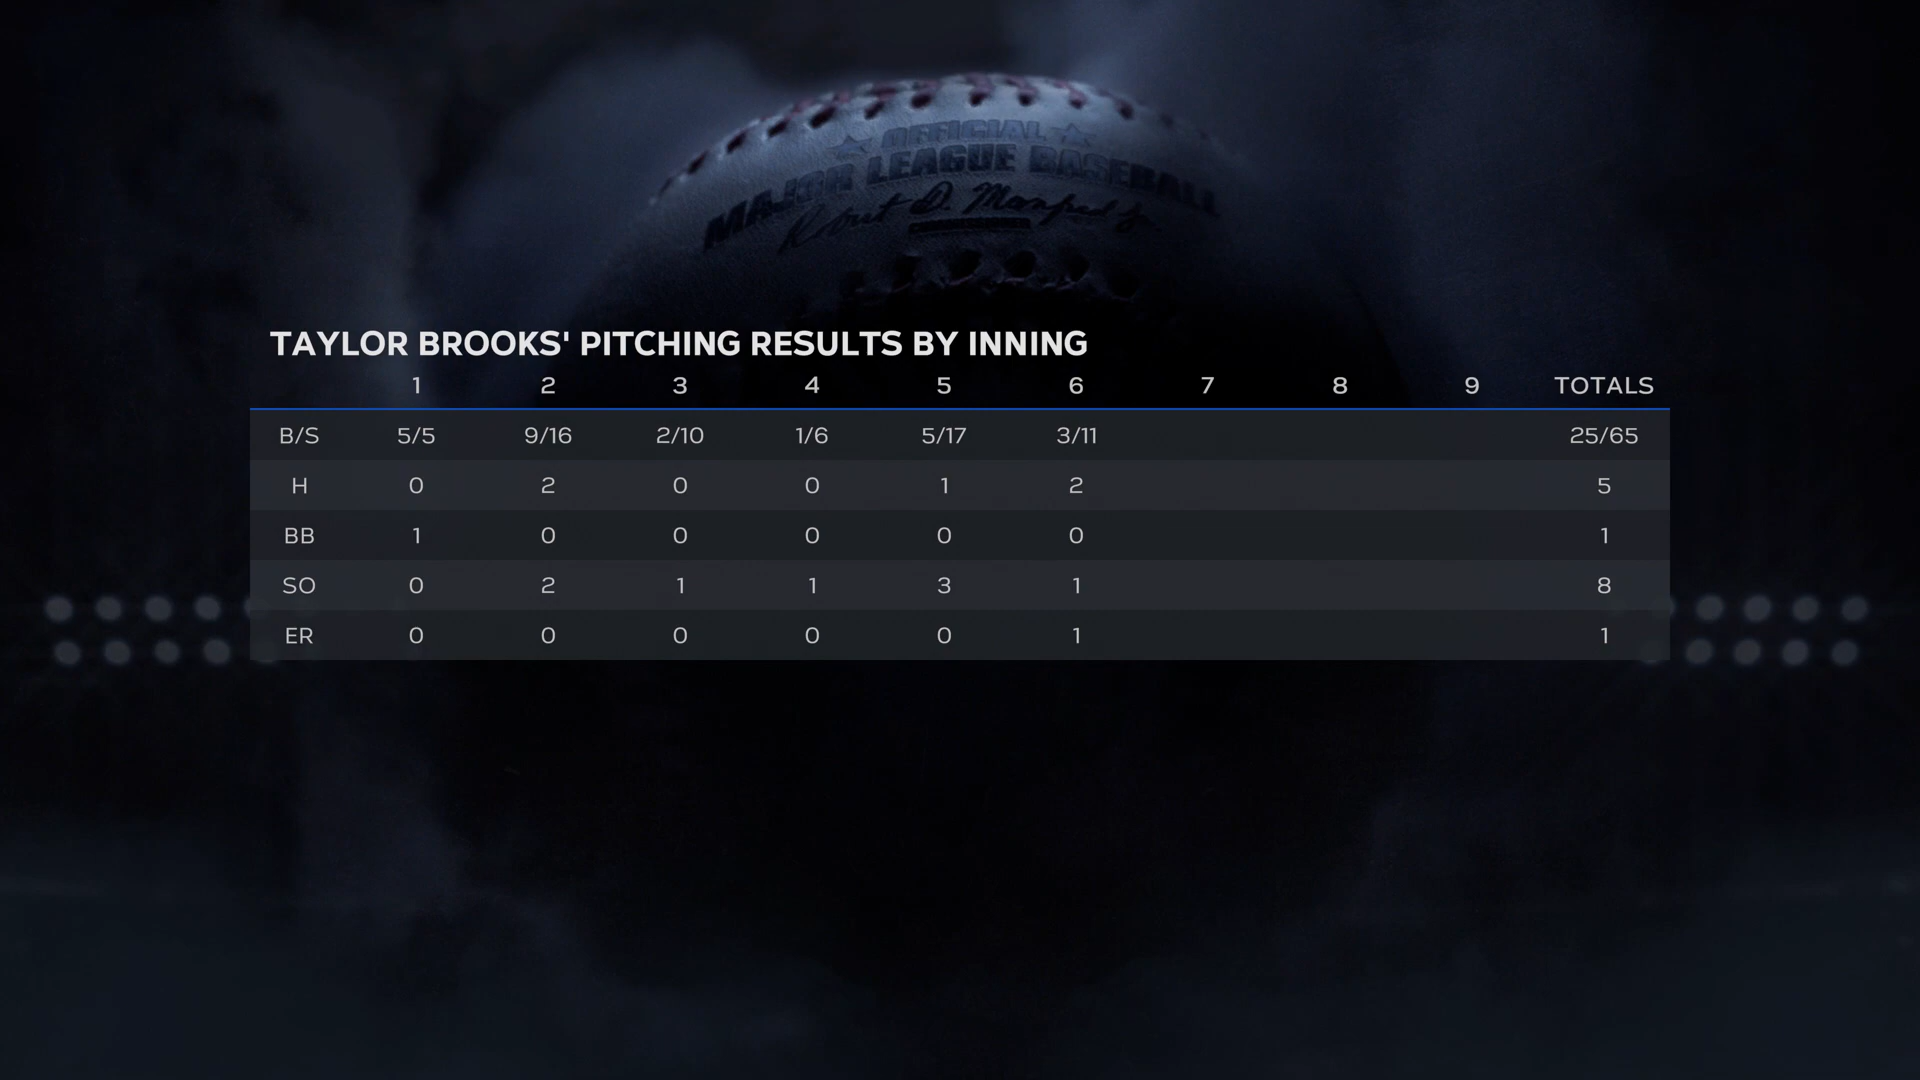 OFFICIAL
MAJOR LEAGUE BASEBALL
Robert D. Manfred Jr.
TAYLOR BROOKS' PITCHING RESULTS BY INNING
1 2 3 4 5 6 7 8 9 TOTALS
B/S 5/5 9/16 2/10 1/6 5/17 3/11 25/65
H 0 2 0 0 1 2 5
BB 1 0 0 0 0 0 1
SO 0 2 1 1 3 1 8
ER 0 0 0 0 0 1 1